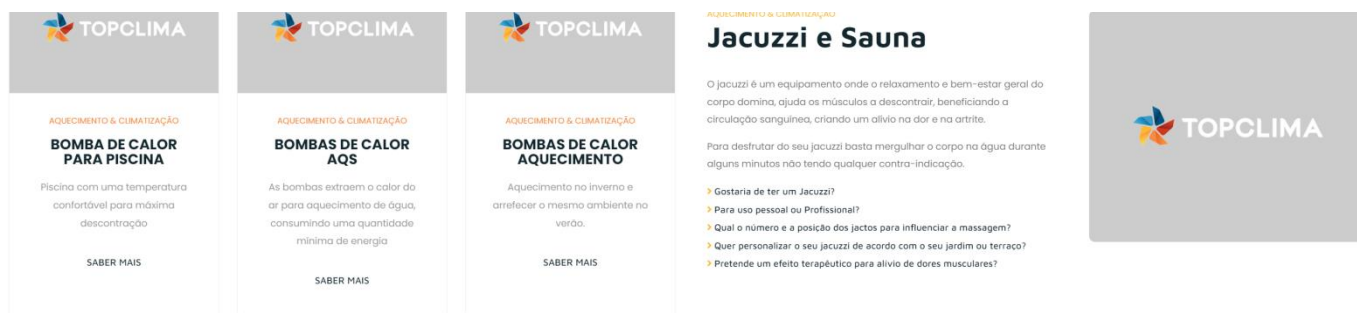 TOPCLIMA
AQUECIMENTO & CLIMATIZAÇÃO
BOMBA DE CALOR
PARA PISCINA
Piscina com uma temperatura
confortável para máxima
descontração
SABER MAIS
TOPCLIMA
AQUECIMENTO & CLIMATIZAÇÃO
BOMBAS DE CALOR
AQS
As bombas extraem o calor do
ar para aquecimento de água,
consumindo uma quantidade
mínima de energia
SABER MAIS
TOPCLIMA
AQUECIMENTO & CLIMATIZAÇÃO
BOMBAS DE CALOR
AQUECIMENTO
Aquecimento no inverno e
arrefecer o mesmo ambiente no
verão.
SABER MAIS
AQUECIMENTO & CLIMATIZAÇÃO
Jacuzzi e Sauna
O jacuzzi é um equipamento onde o relaxamento e bem-estar geral do
corpo domina, ajuda os músculos a descontrair, beneficiando a
circulação sanguínea, criando um alívio na dor e na artrite.
Para desfrutar do seu jacuzzi basta mergulhar o corpo na água durante
alguns minutos não tendo qualquer contra-indicação.
> Gostaria de ter um Jacuzzi?
> Para uso pessoal ou Profissional?
> Qual o número e a posição dos jactos para influenciar a massagem?
> Quer personalizar o seu jacuzzi de acordo com o seu jardim ou terraço?
> Pretende um efeito terapêutico para alivio de dores musculares?
TOPCLIMA